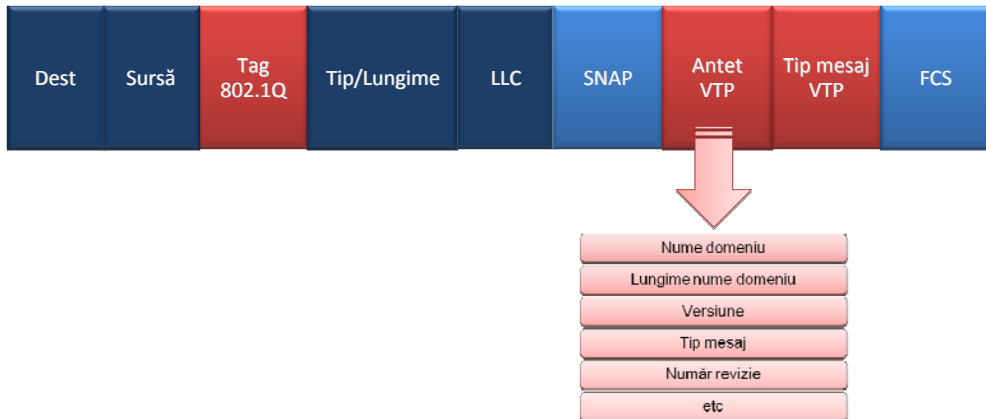 Dest
Sursă
Tag
802.1Q
Tip/Lungime
LLC
SNAP
Antet
VTP
Tip mesaj
VTP
FCS
Nume domeniu
Lungime nume domeniu
Versiune
Tip mesaj
Număr revizie
etc